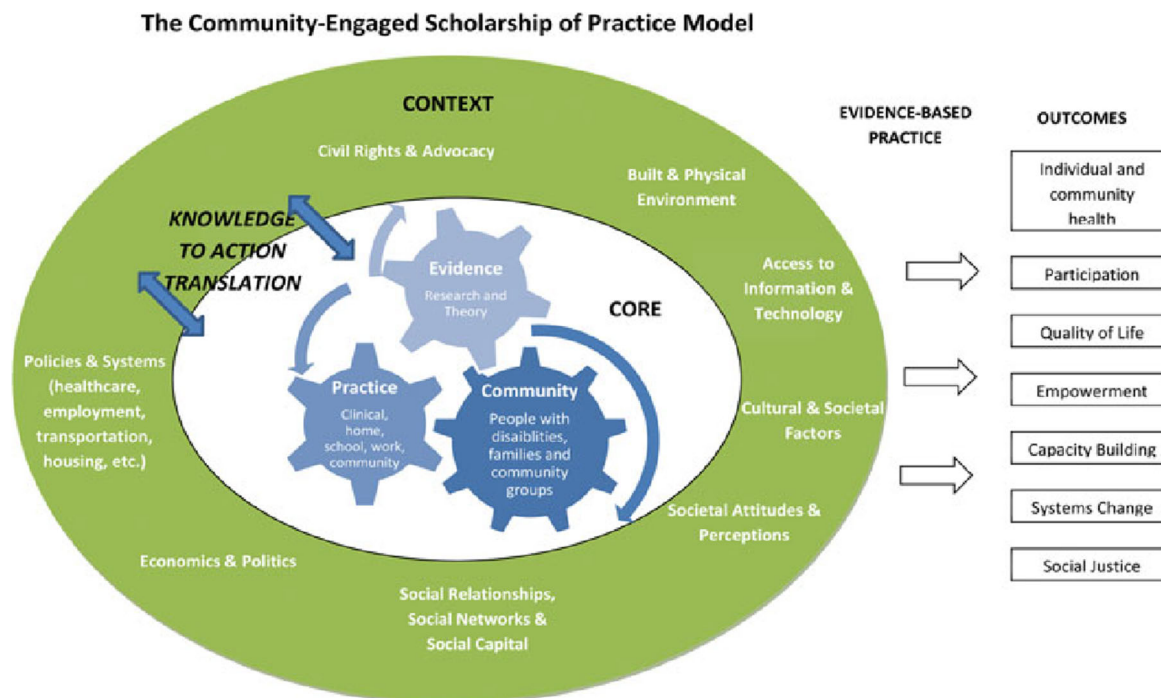 The Community-Engaged Scholarship of Practice Model
CONTEXT
Civil Rights & Advocacy
Built & Physical
Environment
Access to
Information &
Technology
Cultural & Societal
Factors
Societal Attitudes &
Perceptions
Social Relationships,
Social Networks &
Social Capital
Economics & Politics
Policies & Systems
(healthcare,
employment,
transportation,
housing, etc.)
KNOWLEDGE
TO ACTION
TRANSLATION
CORE
Evidence
Research and
Theory
Practice
Clinical,
home,
school, work,
community
Community
People with
disaiblities,
families and
community
groups
EVIDENCE-BASED
PRACTICE
OUTCOMES
Individual and
community
health
Participation
Quality of Life
Empowerment
Capacity Building
Systems Change
Social Justice